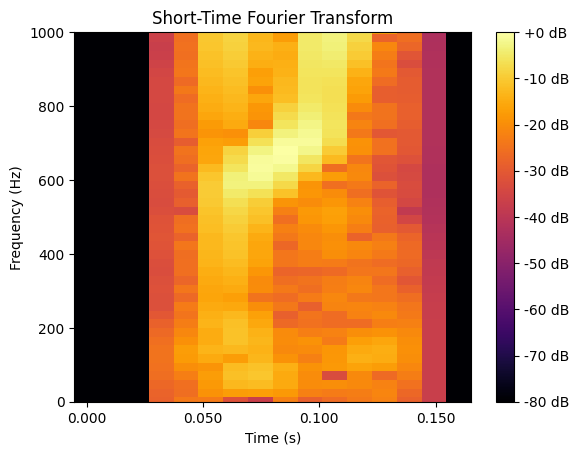 Short-Time Fourier Transform
1000
800
600
400
200
0
Frequency (Hz)
0.000
0.050
0.100
0.150
Time (s)
+0 dB
-10 dB
-20 dB
-30 dB
-40 dB
-50 dB
-60 dB
-70 dB
-80 dB